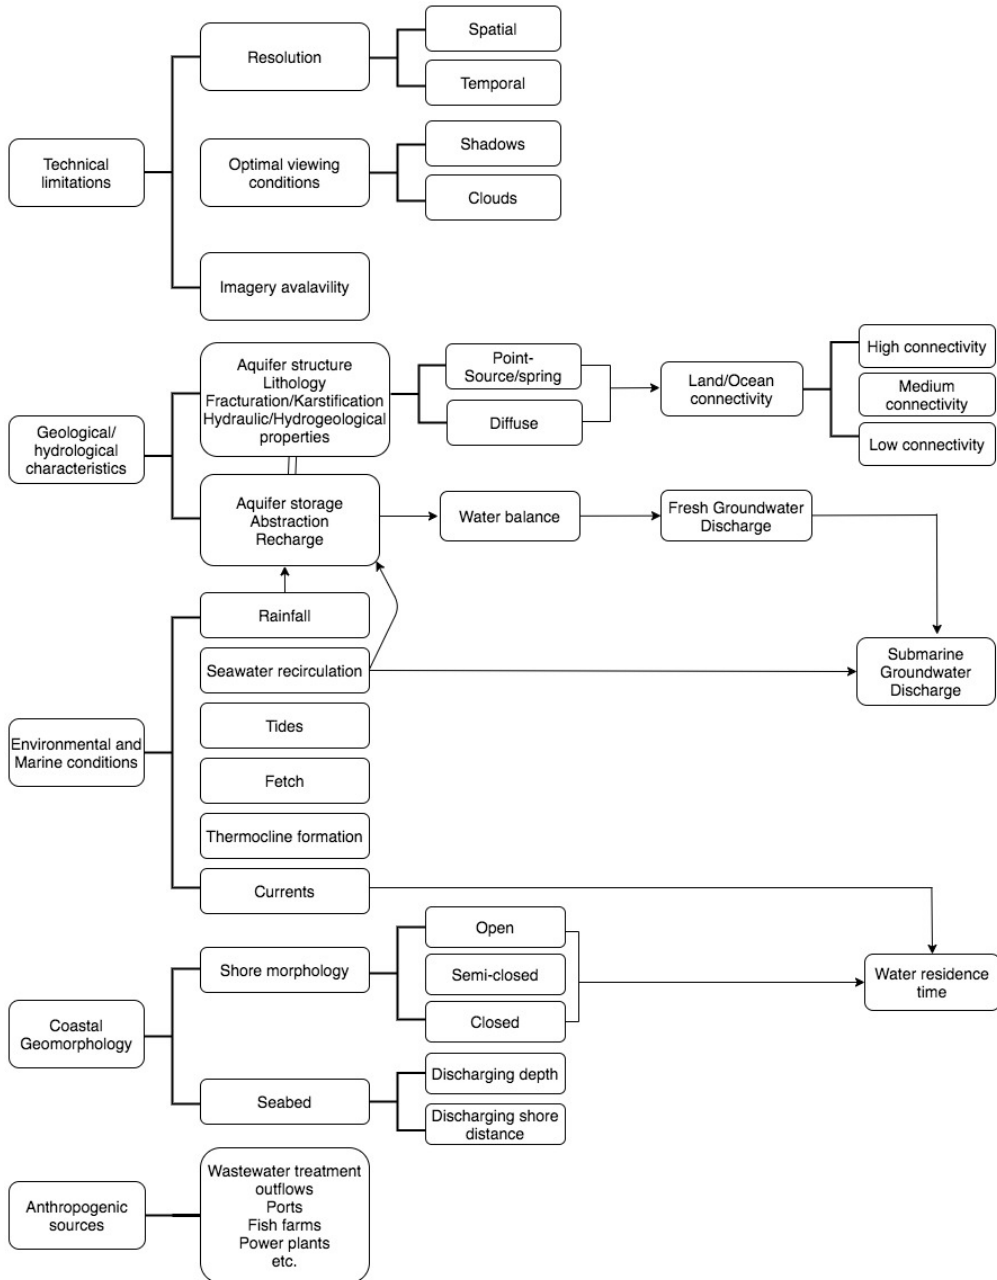 Technical
limitations
Resolution
Spatial
Temporal
Optimal viewing
conditions
Shadows
Clouds
Imagery avalavility
Geological/
hydrological
characteristics
Aquifer structure
Lithology
Fracturation/Karstification
Hydraulic/Hydrogeological
properties
Point-
Source/spring
Diffuse
Land/Ocean
connectivity
High connectivity
Medium
connectivity
Low connectivity
Aquifer storage
Abstraction
Recharge
Water balance
Fresh Groundwater
Discharge
Submarine
Groundwater
Discharge
Environmental and
Marine conditions
Rainfall
Seawater recirculation
Tides
Fetch
Thermocline formation
Currents
Coastal
Geomorphology
Shore morphology
Open
Semi-closed
Closed
Water residence
time
Seabed
Discharging depth
Discharging shore
distance
Anthropogenic
sources
Wastewater treatment
outflows
Ports
Fish farms
Power plants
etc.